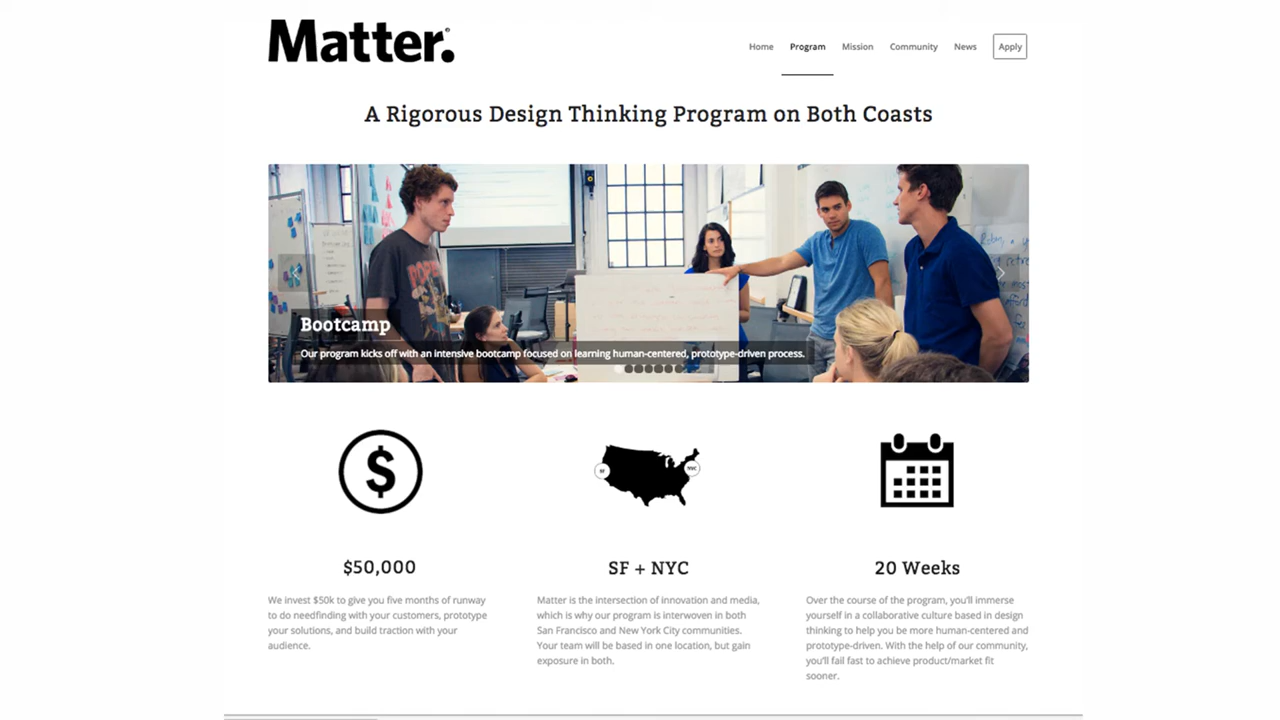 Matter.
Home Program Mission Community News Apply
A Rigorous Design Thinking Program on Both Coasts
Bootcamp
Our program kicks off with an intensive bootcamp focused on learning human-centered, prototype-driven process.
SF NYC
$
$50,000
We invest $50k to give you five months of runway
to do needfinding with your customers, prototype
your solutions, and build traction with your
audience.
SF + NYC
Matter is the intersection of innovation and media,
which is why our program is interwoven in both
San Francisco and New York City communities.
Your team will be based in one location, but gain
exposure in both.
20 Weeks
Over the course of the program, you'll immerse
yourself in a collaborative culture based in design
thinking to help you be more human-centered and
prototype-driven. With the help of our community,
you'll fail fast to achieve product/market fit
sooner.